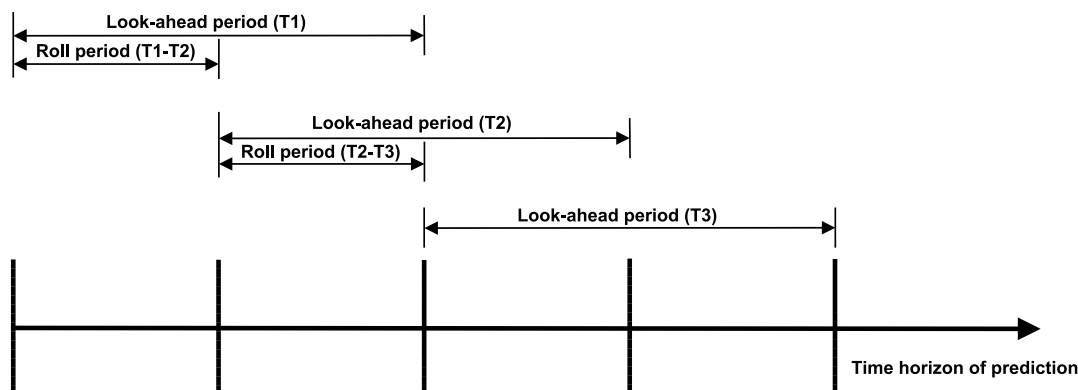 Look-ahead period (T1)
Roll period (T1-T2)
Look-ahead period (T2)
Roll period (T2-T3)
Look-ahead period (T3)
Time horizon of prediction